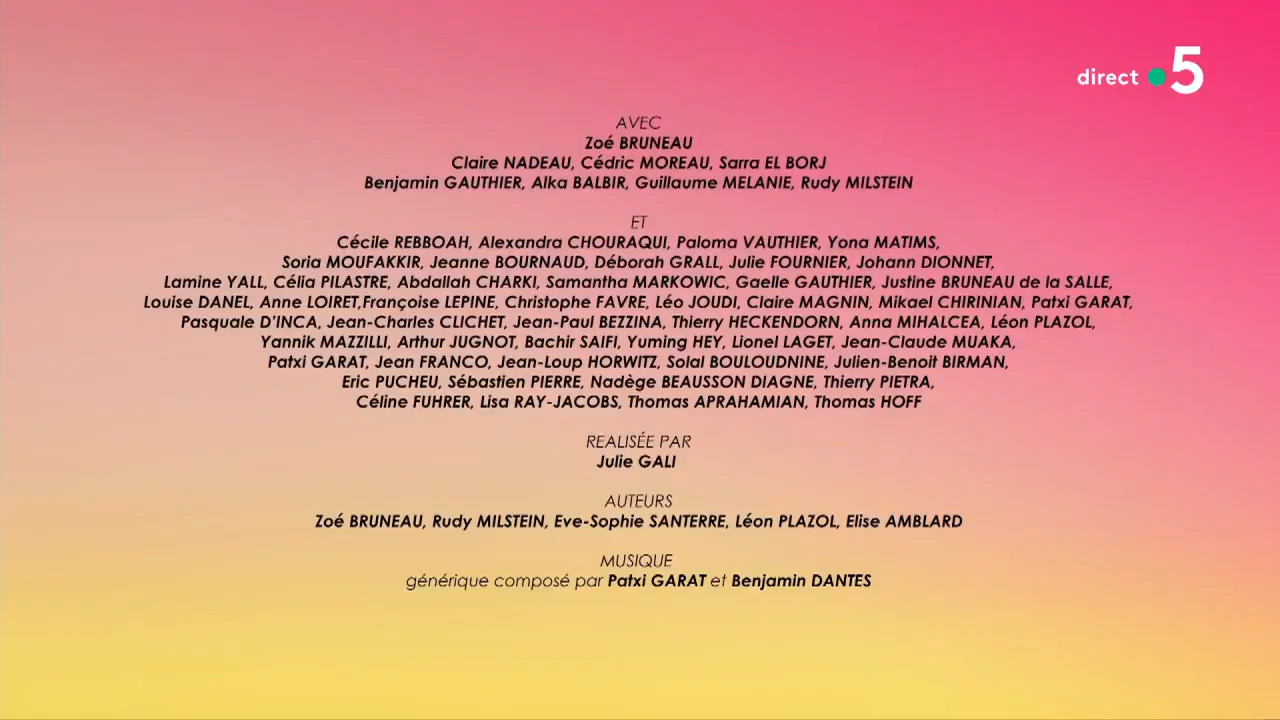 direct 5
AVEC
Zoé BRUNEAU
Claire NADEAU, Cédric MOREAU, Sarra EL BORJ
Benjamin GAUTHIER, Alka BALBIR, Guillaume MELANIE, Rudy MILSTEIN
ET
Cécile REBBOAH, Alexandra CHOURAQUI, Paloma VAUTHIER, Yona MATIMS,
Soria MOUFAKKIR, Jeanne BOURNAUD, Déborah GRALL, Julie FOURNIER, Johann DIONNET,
Lamine YALL, Célia PILASTRE, Abdallah CHARKI, Samantha MARKOWIC, Gaelle GAUTHIER, Justine BRUNEAU de la SALLE,
Louise DANEL, Anne LOIRET,Françoise LEPINE, Christophe FAVRE, Léo JOUDI, Claire MAGNIN, Mikael CHIRINIAN, Patxi GARAT,
Pasquale D'INCA, Jean-Charles CLICHET, Jean-Paul BEZZINA, Thierry HECKENDORN, Anna MIHALCEA, Léon PLAZOL,
Yannik MAZZILLI, Arthur JUGNOT, Bachir SAIFI, Yuming HEY, Lionel LAGET, Jean-Claude MUAKA,
Patxi GARAT, Jean FRANCO, Jean-Loup HORWITZ, Solal BOULOUDNINE, Julien-Benoit BIRMAN,
Eric PUCHEU, Sébastien PIERRE, Nadège BEAUSSON DIAGNE, Thierry PIETRA,
Céline FUHRER, Lisa RAY-JACOBS, Thomas APRAHAMIAN, Thomas HOFF
REALISÉE PAR
Julie GALI
AUTEURS
Zoé BRUNEAU, Rudy MILSTEIN, Eve-Sophie SANTERRE, Léon PLAZOL, Elise AMBLARD
MUSIQUE
générique composé par Patxi GARAT et Benjamin DANTES